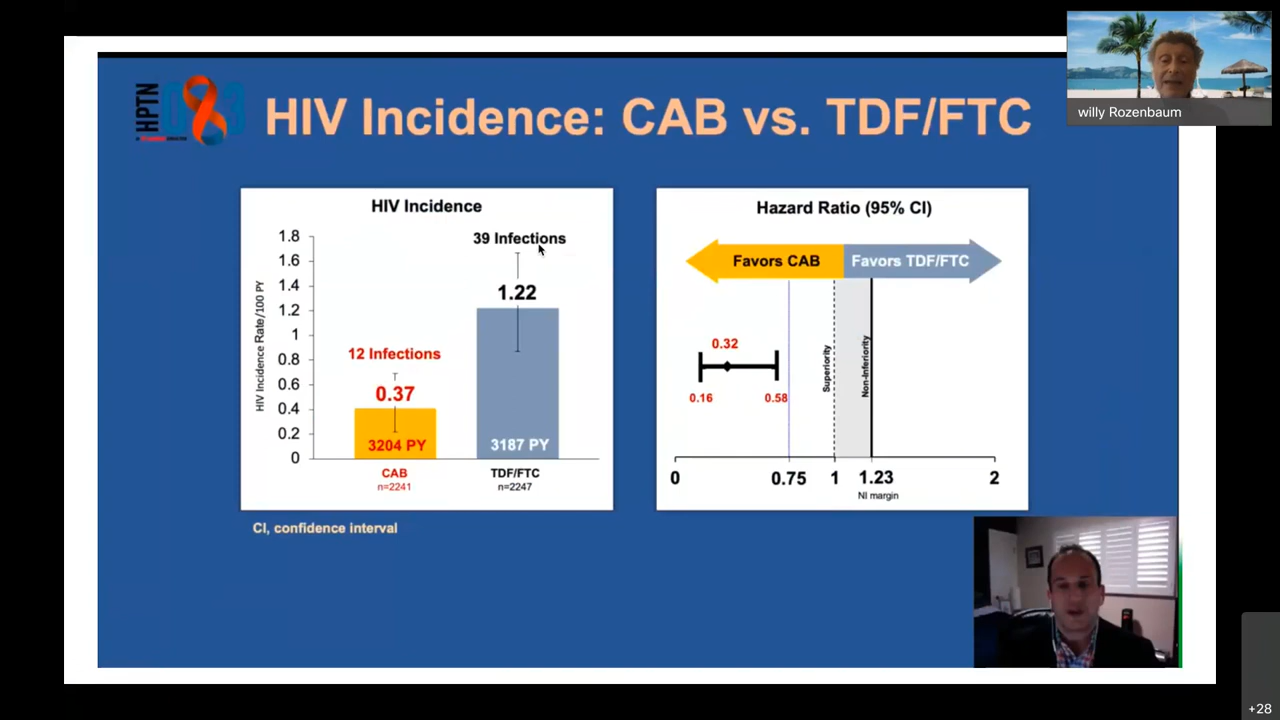 HPTN
083
HIV Incidence: CAB vs. TDF/FTC
willy Rozenbaum
HIV Incidence
HIV Incidence Rate/100 PY
1.8
1.6
1.4
1.2
1
0.8
0.6
0.4
0.2
0
39 Infections
1.22
12 Infections
0.37
3204 PY
3187 PY
CAB
n=2241
TDF/FTC
n=2247
Hazard Ratio (95% CI)
Favors CAB
Favors TDF/FTC
0.32
0.16
0.58
Superiority
Non-Inferiority
0
0.75
1
1.23
2
NI margin
CI, confidence interval
+28